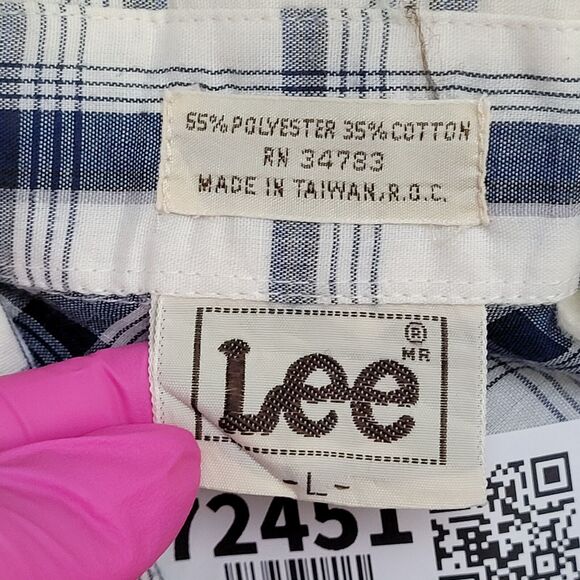 65% POLYESTER 35% COTTON
RN 34783
MADE IN TAIWAN, R.O.C.
Lee ®
MR
-L-
72451